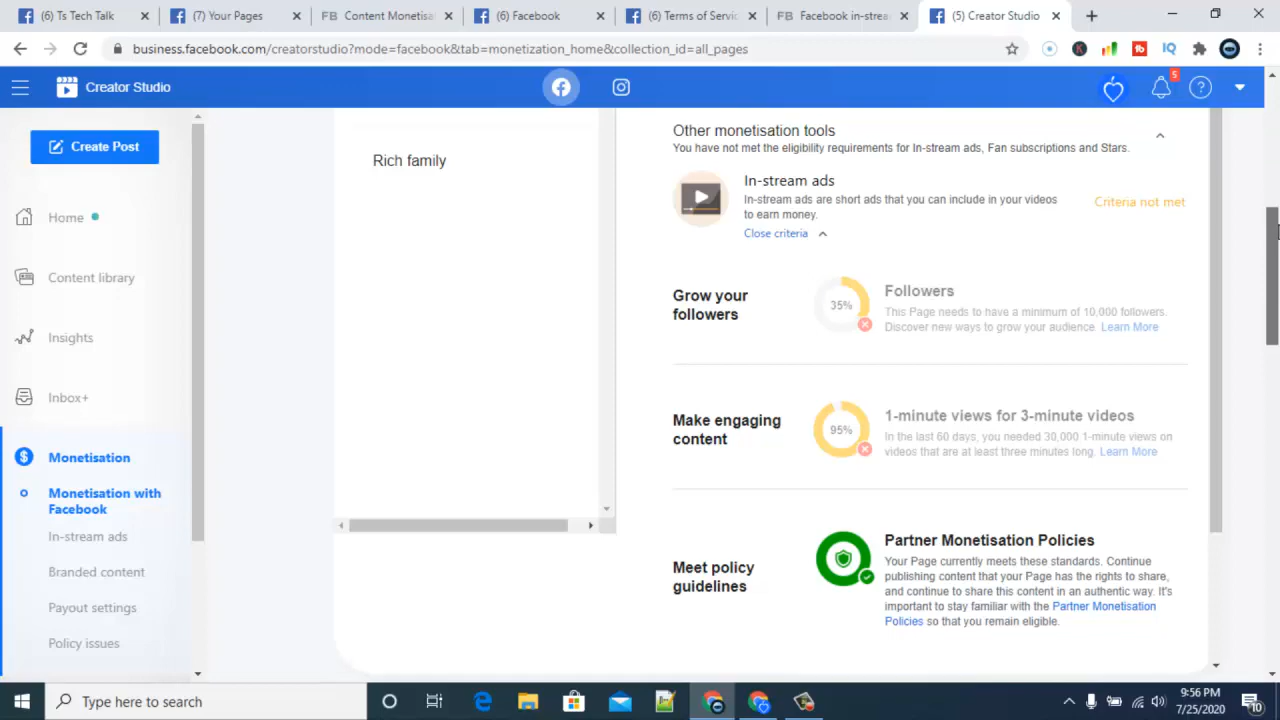 (6) Ts Tech Talk
(7) Your Pages
FB Content Monetisa
(6) Facebook
(6) Terms of Servic
FB Facebook in-strea
(5) Creator Studio
business.facebook.com/creatorstudio?mode=facebook&tab=monetization_home&collection_id=all_pages
K
IQ
Creator Studio
5
Create Post
Home
Content library
Insights
Inbox+
Monetisation
Monetisation with
Facebook
In-stream ads
Branded content
Payout settings
Policy issues
Rich family
Other monetisation tools
You have not met the eligibility requirements for In-stream ads, Fan subscriptions and Stars.
In-stream ads
In-stream ads are short ads that you can include in your videos
to earn money.
Criteria not met
Close criteria
Grow your
followers
35%
Followers
This Page needs to have a minimum of 10,000 followers.
Discover new ways to grow your audience Learn More
Make engaging
content
95%
1-minute views for 3-minute videos
In the last 60 days, you needed 30,000 1-minute views on
videos that are at least three minutes long. Learn More
Meet policy
guidelines
Partner Monetisation Policies
Your Page currently meets these standards. Continue
publishing content that your Page has the rights to share,
and continue to share this content in an authentic way. It's
important to stay familiar with the Partner Monetisation
Policies so that you remain eligible.
Type here to search
9:56 PM
7/25/2020
10